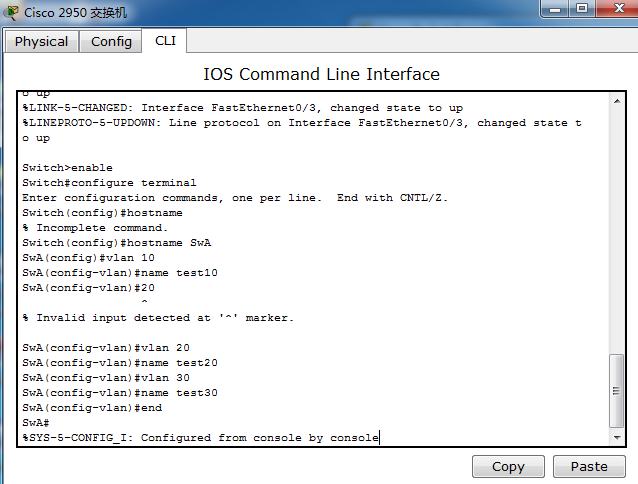 Cisco 2950 交换机
Physical Config CLI
IOS Command Line Interface
o up
%LINK-5-CHANGED: Interface FastEthernet0/3, changed state to up
%LINEPROTO-5-UPDOWN: Line protocol on Interface FastEthernet0/3, changed state t
o up
Switch>enable
Switch#configure terminal
Enter configuration commands, one per line.  End with CNTL/Z.
Switch(config)#hostname
% Incomplete command.
Switch(config)#hostname SwA
SwA(config)#vlan 10
SwA(config-vlan)#name test10
SwA(config-vlan)#20
^
% Invalid input detected at '^' marker.
SwA(config-vlan)#vlan 20
SwA(config-vlan)#name test20
SwA(config-vlan)#vlan 30
SwA(config-vlan)#name test30
SwA(config-vlan)#end
SwA#
%SYS-5-CONFIG_I: Configured from console by console
Copy Paste